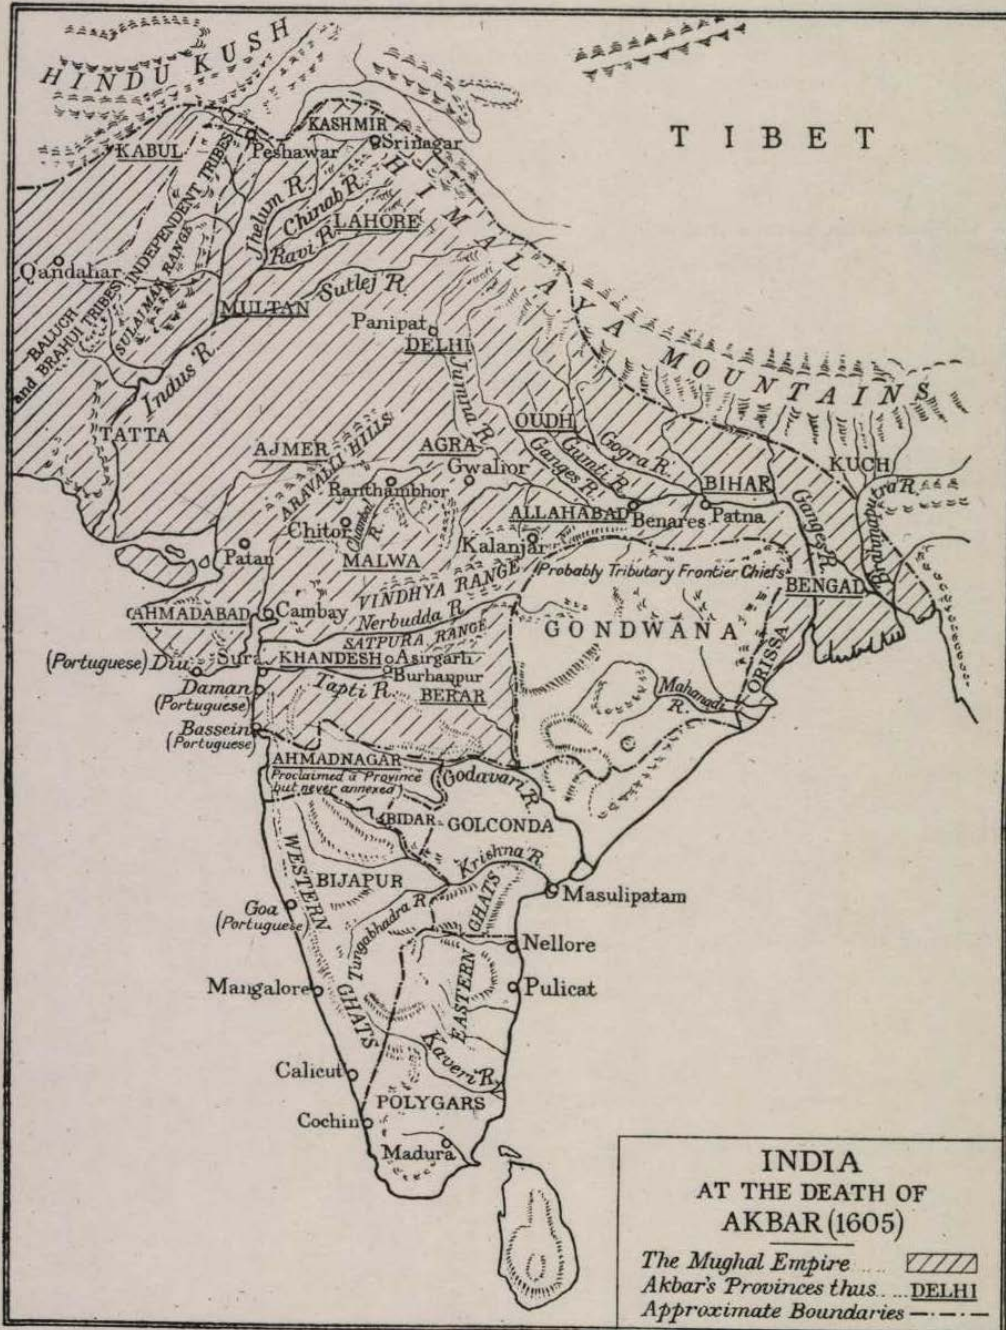 HINDU KUSH
TIBET
KASHMIR
Srinagar
KABUL
Peshawar
HIMALAYA MOUNTAINS
INDEPENDENT TRIBES
Jhelum R.
Chinab R.
LAHORE
Ravi R.
SULAIMAN RANGE
Qandahar
BALUCH
and BRAHUI TRIBES
MULTAN
Sutlej R.
Panipat
DELHI
Indus R.
Jumna R.
TATTA
AJMER
ARAVALLI HILLS
AGRA
OUDH
Gogra R.
Gumti R.
Ganges R.
KUCH
Gwalior
Ranthambhor
BIHAR
Brahmaputra R.
ALLAHABAD
Benares
Patna
Ganges R.
Chitor
Chambal
R.
Kalanjar
Patan
MALWA
VINDHYA RANGE
Probably Tributary Frontier Chiefs
BENGAD
AHMADABAD
Cambay
Nerbudda R.
GONDWANA
SATPURA RANGE
ORISSA
(Portuguese) Diu
Sura
KHANDESH
Asirgarh
Burhanpur
Daman
(Portuguese)
Tapti R.
BERAR
Mahanadi
R.
Bassein
(Portuguese)
AHMADNAGAR
(Proclaimed a Province
but never annexed)
Godavari R.
BIDAR
GOLCONDA
WESTERN GHATS
BIJAPUR
Krishna R.
Masulipatam
Goa
(Portuguese)
Tungabhadra R.
EASTERN GHATS
Nellore
Mangalore
Pulicat
Kaveri R.
Calicut
POLYGARS
Cochin
Madura
INDIA
AT THE DEATH OF
AKBAR (1605)
The Mughal Empire ....
Akbar's Provinces thus.....DELHI
Approximate Boundaries